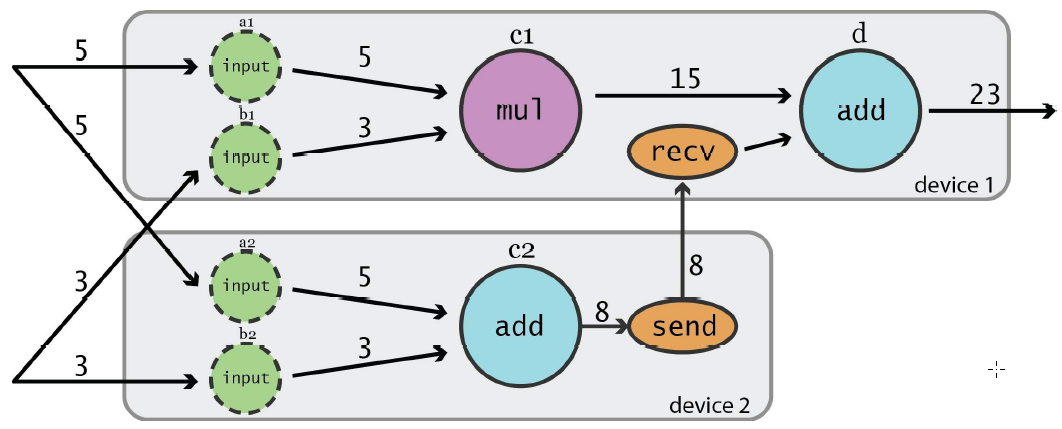 a1
5
input
5
c1
mul
15
d
add
23
b1
5
input
3
recv
device 1
a2
3
input
5
c2
add
8
8
send
b2
3
input
3
device 2